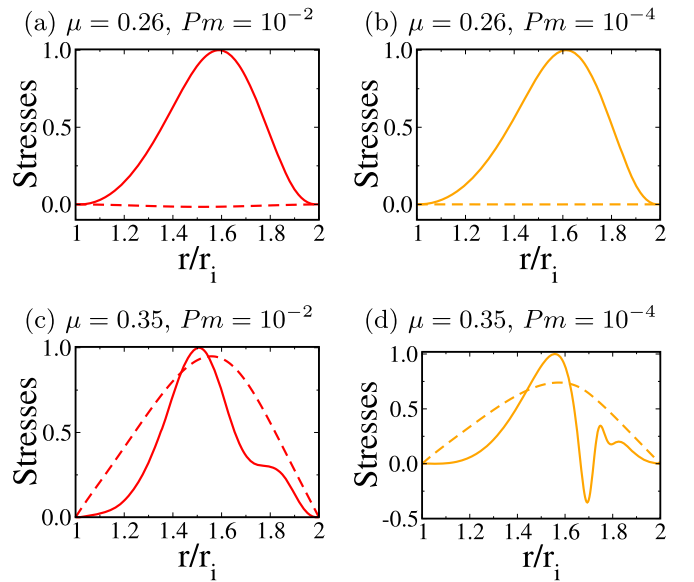 (a) μ = 0.26, Pm = 10⁻²
(b) μ = 0.26, Pm = 10⁻⁴
Stresses
1.0
0.5
0.0
1 1.2 1.4 1.6 1.8 2
r/rᵢ
Stresses
1.0
0.5
0.0
1 1.2 1.4 1.6 1.8 2
r/rᵢ
(c) μ = 0.35, Pm = 10⁻²
(d) μ = 0.35, Pm = 10⁻⁴
Stresses
1.0
0.5
0.0
1 1.2 1.4 1.6 1.8 2
r/rᵢ
Stresses
1.0
0.5
0.0
-0.5
1 1.2 1.4 1.6 1.8 2
r/rᵢ